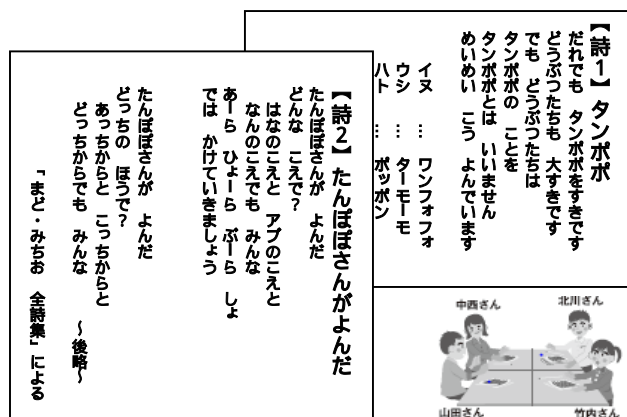 【詩1】タンポポ
だれでも　タンポポをすきです
どうぶつたちも　大すきです
でも　どうぶつたちは
タンポポの　ことを
タンポポとは　いいません
めいめい　こう　よんでいます
イヌ　…　ワンフォフォ
ウシ　…　ターモーモ
ハト　…　ポッポン
【詩2】たんぽぽさんがよんだ
たんぽぽさんが　よんだ
どんな　こえで？
はなのこえと　アブのこえと
なんのこえでも　みんな
あーら　ひょーら　ぷーら　しょ
では　かけていきましょう
たんぽぽさんが　よんだ
どっちの　ほうで？
あっちからと　こっちからと
どっちからでも　みんな　～後略～
「まど・みちお　全詩集」による
中西さん
北川さん
山田さん
竹内さん